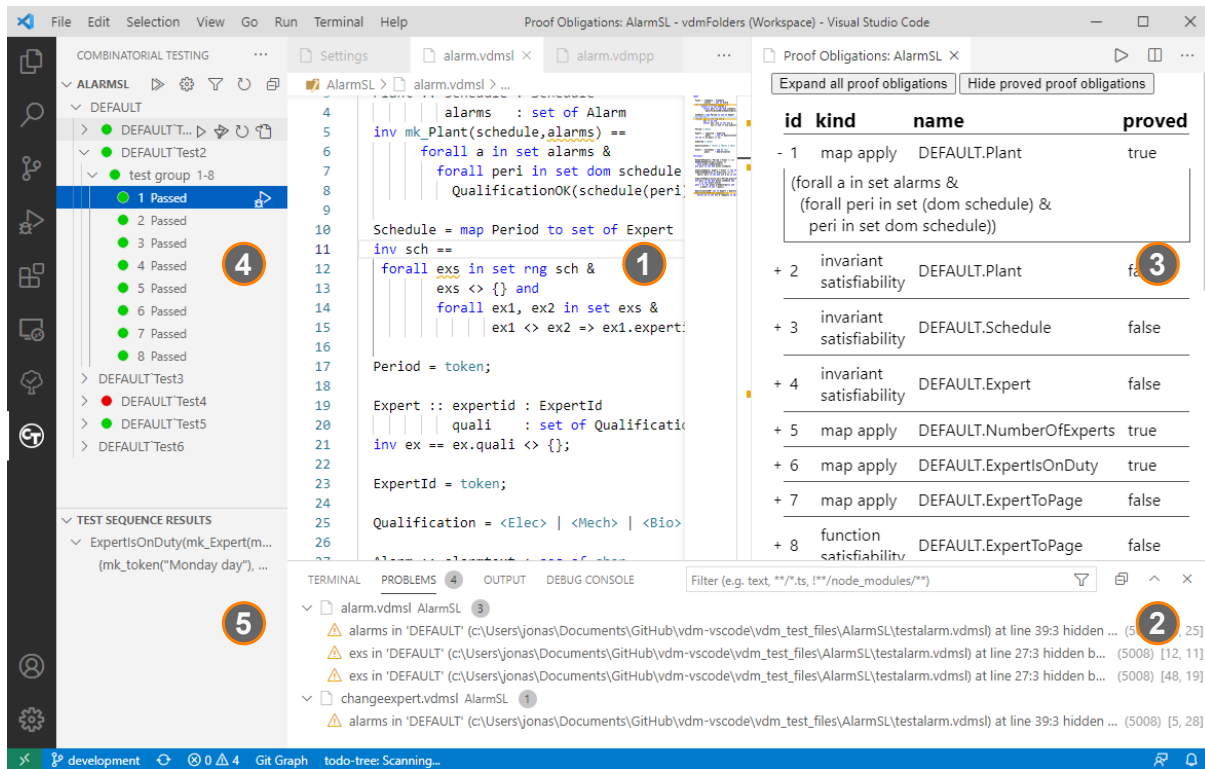 File Edit Selection View Go Run Terminal Help Proof Obligations: AlarmSL - vdmFolders (Workspace) - Visual Studio Code
COMBINATORIAL TESTING ...
ALARMSL
DEFAULT
DEFAULT`T...
DEFAULT`Test2
test group 1-8
1 Passed
2 Passed
3 Passed
4 Passed
5 Passed
6 Passed
7 Passed
8 Passed
DEFAULT`Test3
DEFAULT`Test4
DEFAULT`Test5
DEFAULT`Test6
4
TEST SEQUENCE RESULTS
ExpertIsOnDuty(mk_Expert(m...
{mk_token("Monday day"), ...
5
Settings alarm.vdmsl alarm.vdmpp ...
AlarmSL > alarm.vdmsl > ...
4 alarms : set of Alarm
5 inv mk_Plant(schedule,alarms) ==
6 forall a in set alarms &
7 forall peri in set dom schedule
8 QualificationOK(schedule(peri)
9
10 Schedule = map Period to set of Expert
11 inv sch ==
12 forall exs in set rng sch &
13 exs <> {} and
14 forall ex1, ex2 in set exs &
15 ex1 <> ex2 => ex1.experti
16
17 Period = token;
18
19 Expert :: expertid : ExpertId
20 quali : set of Qualificatio
21 inv ex == ex.quali <> {};
22
23 ExpertId = token;
24
25 Qualification = <Elec> | <Mech> | <Bio>
26
1
Proof Obligations: AlarmSL ...
Expand all proof obligations Hide proved proof obligations
id kind name proved
- 1 map apply DEFAULT.Plant true
(forall a in set alarms &
(forall peri in set (dom schedule) &
peri in set dom schedule))
+ 2 invariant satisfiability DEFAULT.Plant
+ 3 invariant satisfiability DEFAULT.Schedule false
+ 4 invariant satisfiability DEFAULT.Expert false
+ 5 map apply DEFAULT.NumberOfExperts true
+ 6 map apply DEFAULT.ExpertIsOnDuty true
+ 7 map apply DEFAULT.ExpertToPage false
+ 8 function satisfiability DEFAULT.ExpertToPage false
3
TERMINAL PROBLEMS 4 OUTPUT DEBUG CONSOLE Filter (e.g. text, **/*.ts, !**/node_modules/**)
alarm.vdmsl AlarmSL 3
alarms in 'DEFAULT' (c:\Users\jonas\Documents\GitHub\vdm-vscode\vdm_test_files\AlarmSL\testalarm.vdmsl) at line 39:3 hidden ... 25]
exs in 'DEFAULT' (c:\Users\jonas\Documents\GitHub\vdm-vscode\vdm_test_files\AlarmSL\testalarm.vdmsl) at line 27:3 hidden b... (5008) [12, 11]
exs in 'DEFAULT' (c:\Users\jonas\Documents\GitHub\vdm-vscode\vdm_test_files\AlarmSL\testalarm.vdmsl) at line 27:3 hidden b... (5008) [48, 19]
changeexpert.vdmsl AlarmSL 1
alarms in 'DEFAULT' (c:\Users\jonas\Documents\GitHub\vdm-vscode\vdm_test_files\AlarmSL\testalarm.vdmsl) at line 39:3 hidden ... (5008) [5, 28]
2
development 0 4 Git Graph todo-tree: Scanning...